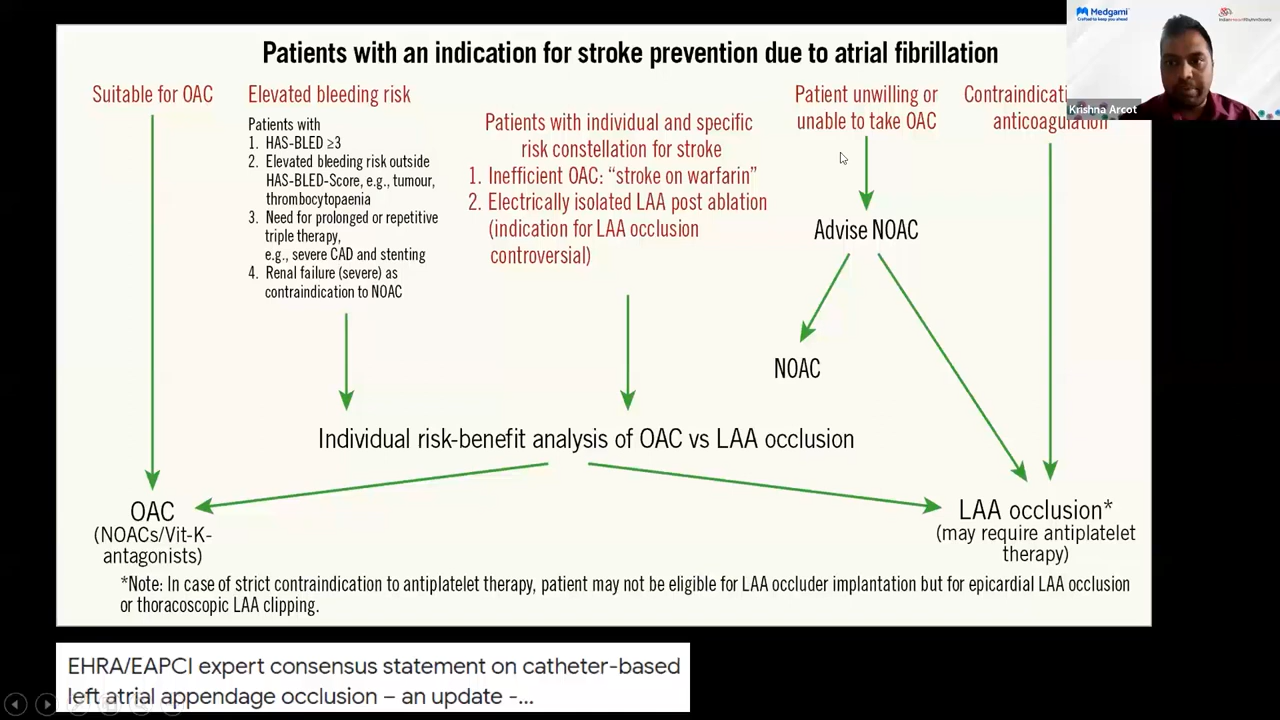 Medgami
Crafted to keep you ahead!
Patients with an indication for stroke prevention due to atrial fibrillation
Krishna Arcot
Suitable for OAC
Elevated bleeding risk
Patients with
1. HAS-BLED ≥3
2. Elevated bleeding risk outside
HAS-BLED-Score, e.g., tumour,
thrombocytopaenia
3. Need for prolonged or repetitive
triple therapy,
e.g., severe CAD and stenting
4. Renal failure (severe) as
contraindication to NOAC
Patients with individual and specific
risk constellation for stroke
1. Inefficient OAC: “stroke on warfarin”
2. Electrically isolated LAA post ablation
(indication for LAA occlusion
controversial)
Patient unwilling or
unable to take OAC
Advise NOAC
NOAC
Contraindicati
anticoagulation
Individual risk-benefit analysis of OAC vs LAA occlusion
OAC
(NOACs/Vit-K-
antagonists)
LAA occlusion*
(may require antiplatelet
therapy)
*Note: In case of strict contraindication to antiplatelet therapy, patient may not be eligible for LAA occluder implantation but for epicardial LAA occlusion
or thoracoscopic LAA clipping.
EHRA/EAPCI expert consensus statement on catheter-based
left atrial appendage occlusion – an update -...